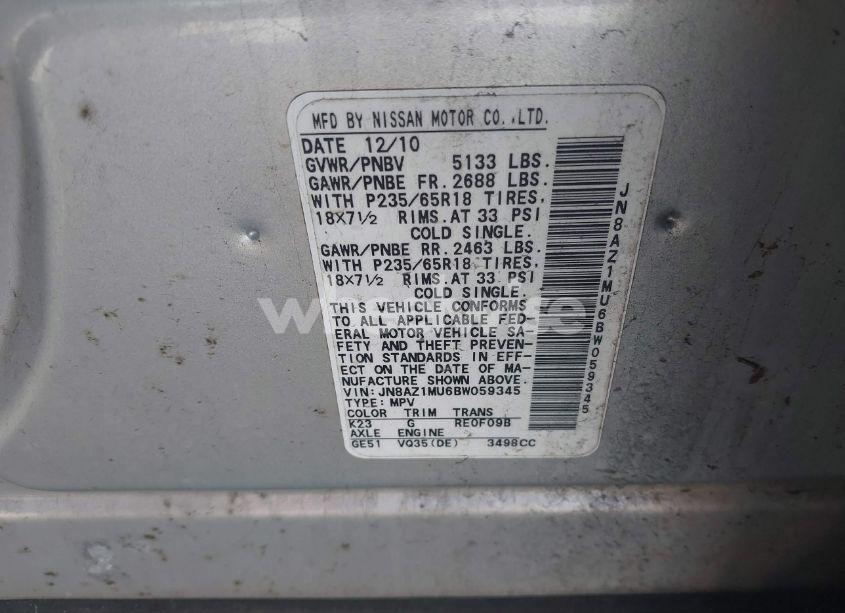 MFD BY NISSAN MOTOR CO.,LTD.
DATE 12/10
GVWR/PNBV 5133 LBS.
GAWR/PNBE FR. 2688 LBS.
WITH P235/65R18 TIRES,
18X7½ RIMS.AT 33 PSI
COLD SINGLE.
GAWR/PNBE RR. 2463 LBS.
WITH P235/65R18 TIRES,
18X7½ RIMS.AT 33 PSI
COLD SINGLE.
THIS VEHICLE CONFORMS
TO ALL APPLICABLE FED-
ERAL MOTOR VEHICLE SA-
FETY AND THEFT PREVEN-
TION STANDARDS IN EFF-
ECT ON THE DATE OF MA-
NUFACTURE SHOWN ABOVE.
VIN:JN8AZ1MU6BW059345
TYPE:MPV
COLOR TRIM TRANS
K23 G RE0F09B
AXLE ENGINE
GE51 VQ35(DE) 3498CC
JN8AZ1MU6BW059345